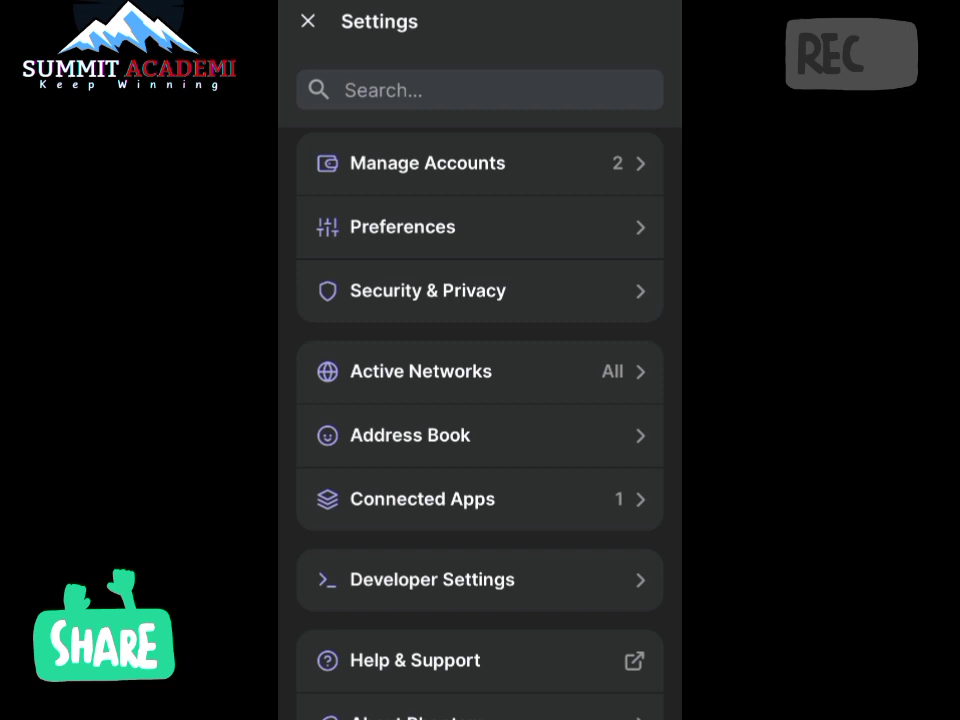 Settings
SUMMIT ACADEMI
Keep Winning
REC
Search...
Manage Accounts 2
Preferences
Security & Privacy
Active Networks All
Address Book
Connected Apps 1
Developer Settings
SHARE
Help & Support